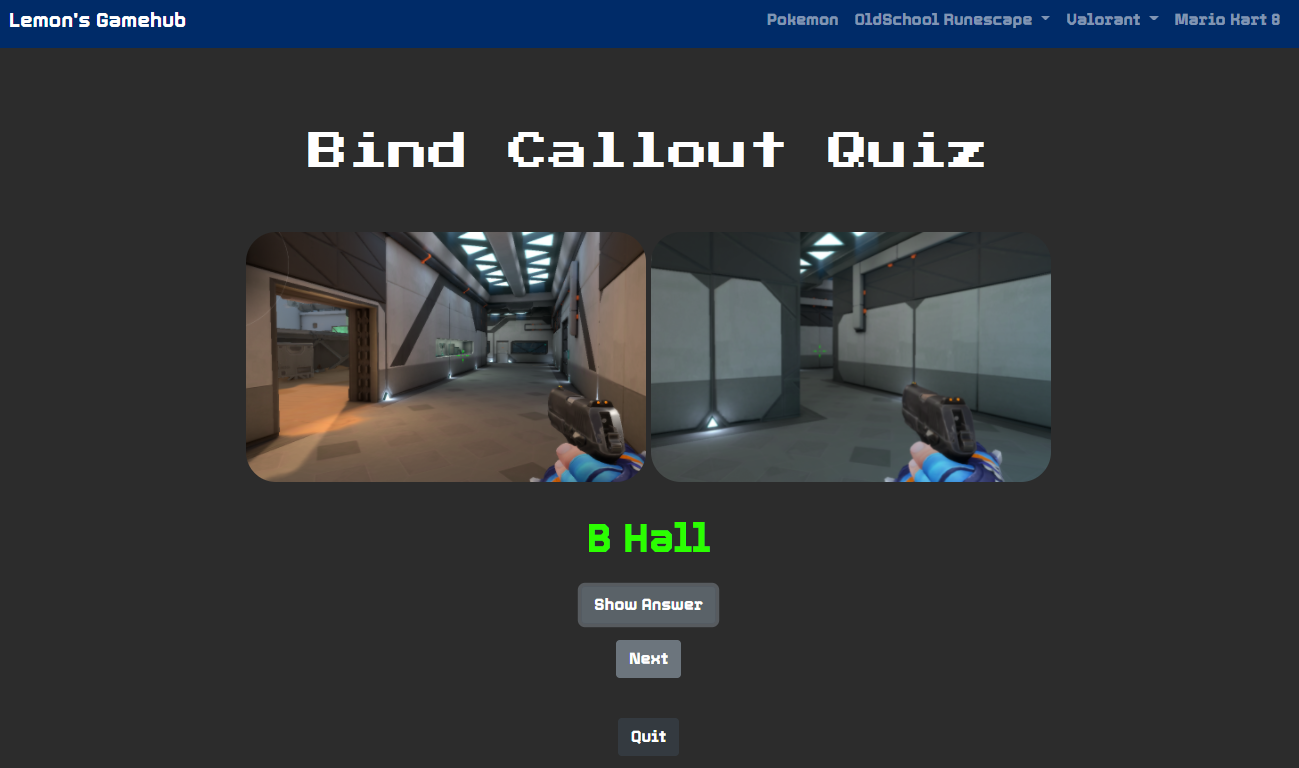 Lemon's Gamehub
Pokemon OldSchool Runescape Valorant Mario Kart 8
Bind Callout Quiz
B Hall
Show Answer
Next
Quit